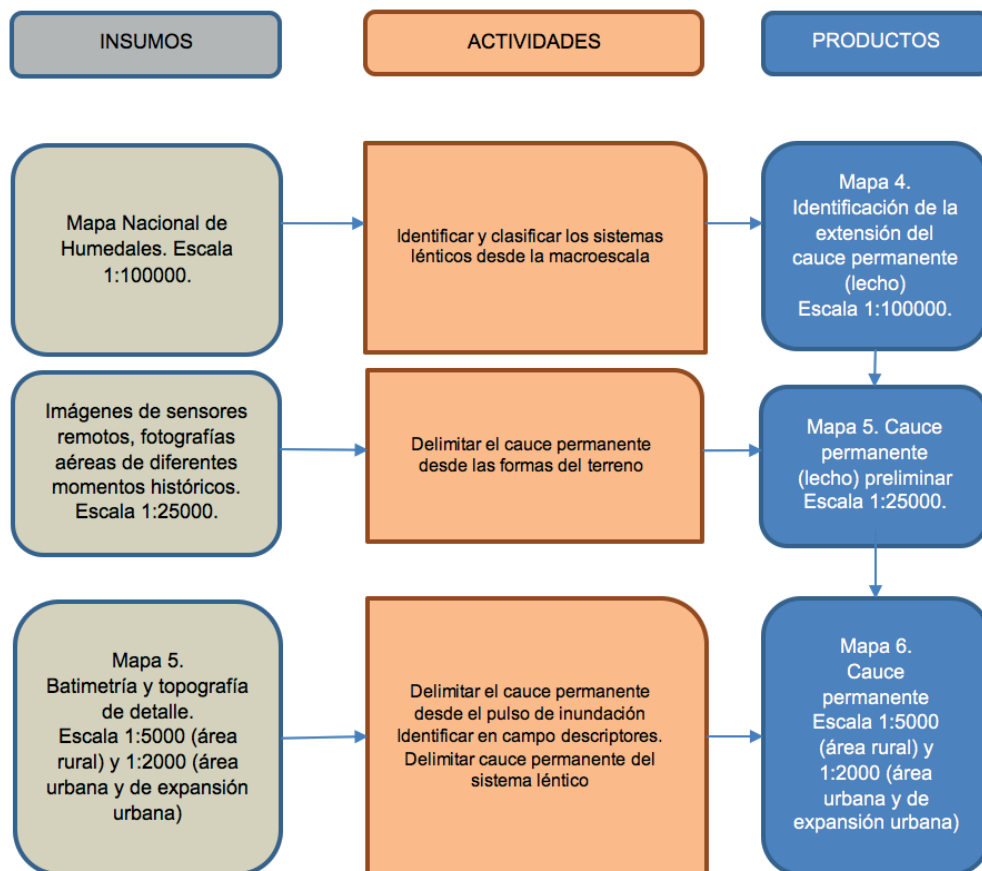 INSUMOS
ACTIVIDADES
PRODUCTOS
Mapa Nacional de
Humedales. Escala
1:100000.
Identificar y clasificar los sistemas
lénticos desde la macroescala
Mapa 4.
Identificación de la
extensión del
cauce permanente
(lecho)
Escala 1:100000.
Imágenes de sensores
remotos, fotografías
aéreas de diferentes
momentos históricos.
Escala 1:25000.
Delimitar el cauce permanente
desde las formas del terreno
Mapa 5. Cauce
permanente
(lecho) preliminar
Escala 1:25000.
Mapa 5.
Batimetría y topografía
de detalle.
Escala 1:5000 (área
rural) y 1:2000 (área
urbana y de expansión
urbana)
Delimitar el cauce permanente
desde el pulso de inundación
Identificar en campo descriptores.
Delimitar cauce permanente del
sistema léntico
Mapa 6.
Cauce
permanente
Escala 1:5000
(área rural) y
1:2000 (área
urbana y de
expansión urbana)